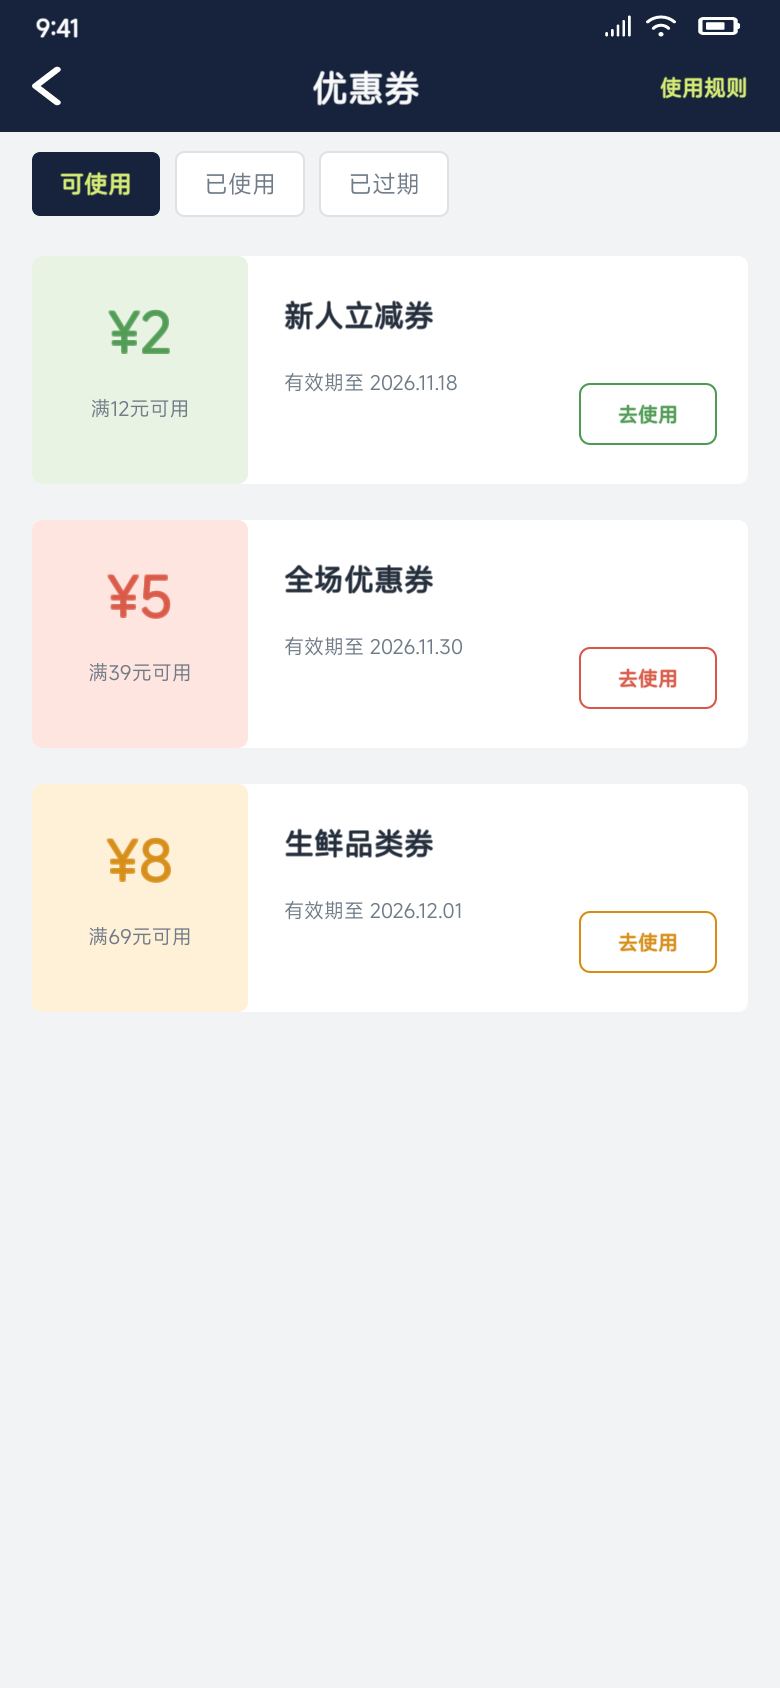 9:41
优惠券
使用规则
可使用
已使用
已过期
¥2
满12元可用
新人立减券
有效期至 2026.11.18
去使用
¥5
满39元可用
全场优惠券
有效期至 2026.11.30
去使用
¥8
满69元可用
生鲜品类券
有效期至 2026.12.01
去使用